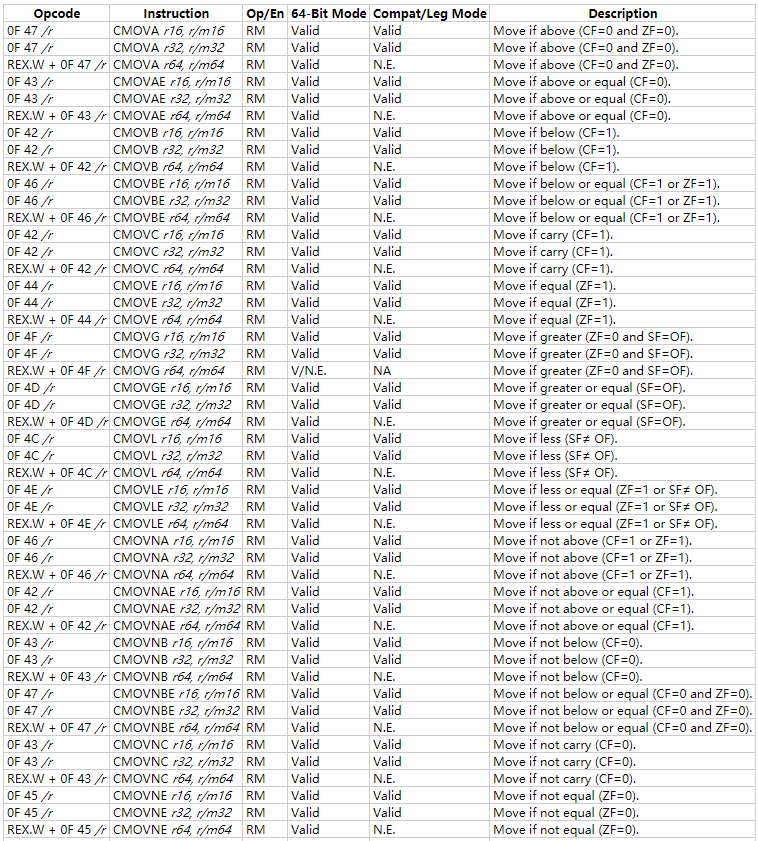 Opcode Instruction Op/En 64-Bit Mode Compat/Leg Mode Description
0F 47 /r CMOVA r16, r/m16 RM Valid Valid Move if above (CF=0 and ZF=0).
0F 47 /r CMOVA r32, r/m32 RM Valid Valid Move if above (CF=0 and ZF=0).
REX.W + 0F 47 /r CMOVA r64, r/m64 RM Valid N.E. Move if above (CF=0 and ZF=0).
0F 43 /r CMOVAE r16, r/m16 RM Valid Valid Move if above or equal (CF=0).
0F 43 /r CMOVAE r32, r/m32 RM Valid Valid Move if above or equal (CF=0).
REX.W + 0F 43 /r CMOVAE r64, r/m64 RM Valid N.E. Move if above or equal (CF=0).
0F 42 /r CMOVB r16, r/m16 RM Valid Valid Move if below (CF=1).
0F 42 /r CMOVB r32, r/m32 RM Valid Valid Move if below (CF=1).
REX.W + 0F 42 /r CMOVB r64, r/m64 RM Valid N.E. Move if below (CF=1).
0F 46 /r CMOVBE r16, r/m16 RM Valid Valid Move if below or equal (CF=1 or ZF=1).
0F 46 /r CMOVBE r32, r/m32 RM Valid Valid Move if below or equal (CF=1 or ZF=1).
REX.W + 0F 46 /r CMOVBE r64, r/m64 RM Valid N.E. Move if below or equal (CF=1 or ZF=1).
0F 42 /r CMOVC r16, r/m16 RM Valid Valid Move if carry (CF=1).
0F 42 /r CMOVC r32, r/m32 RM Valid Valid Move if carry (CF=1).
REX.W + 0F 42 /r CMOVC r64, r/m64 RM Valid N.E. Move if carry (CF=1).
0F 44 /r CMOVE r16, r/m16 RM Valid Valid Move if equal (ZF=1).
0F 44 /r CMOVE r32, r/m32 RM Valid Valid Move if equal (ZF=1).
REX.W + 0F 44 /r CMOVE r64, r/m64 RM Valid N.E. Move if equal (ZF=1).
0F 4F /r CMOVG r16, r/m16 RM Valid Valid Move if greater (ZF=0 and SF=OF).
0F 4F /r CMOVG r32, r/m32 RM Valid Valid Move if greater (ZF=0 and SF=OF).
REX.W + 0F 4F /r CMOVG r64, r/m64 RM V/N.E. NA Move if greater (ZF=0 and SF=OF).
0F 4D /r CMOVGE r16, r/m16 RM Valid Valid Move if greater or equal (SF=OF).
0F 4D /r CMOVGE r32, r/m32 RM Valid Valid Move if greater or equal (SF=OF).
REX.W + 0F 4D /r CMOVGE r64, r/m64 RM Valid N.E. Move if greater or equal (SF=OF).
0F 4C /r CMOVL r16, r/m16 RM Valid Valid Move if less (SF≠ OF).
0F 4C /r CMOVL r32, r/m32 RM Valid Valid Move if less (SF≠ OF).
REX.W + 0F 4C /r CMOVL r64, r/m64 RM Valid N.E. Move if less (SF≠ OF).
0F 4E /r CMOVLE r16, r/m16 RM Valid Valid Move if less or equal (ZF=1 or SF≠ OF).
0F 4E /r CMOVLE r32, r/m32 RM Valid Valid Move if less or equal (ZF=1 or SF≠ OF).
REX.W + 0F 4E /r CMOVLE r64, r/m64 RM Valid N.E. Move if less or equal (ZF=1 or SF≠ OF).
0F 46 /r CMOVNA r16, r/m16 RM Valid Valid Move if not above (CF=1 or ZF=1).
0F 46 /r CMOVNA r32, r/m32 RM Valid Valid Move if not above (CF=1 or ZF=1).
REX.W + 0F 46 /r CMOVNA r64, r/m64 RM Valid N.E. Move if not above (CF=1 or ZF=1).
0F 42 /r CMOVNAE r16, r/m16 RM Valid Valid Move if not above or equal (CF=1).
0F 42 /r CMOVNAE r32, r/m32 RM Valid Valid Move if not above or equal (CF=1).
REX.W + 0F 42 /r CMOVNAE r64, r/m64 RM Valid N.E. Move if not above or equal (CF=1).
0F 43 /r CMOVNB r16, r/m16 RM Valid Valid Move if not below (CF=0).
0F 43 /r CMOVNB r32, r/m32 RM Valid Valid Move if not below (CF=0).
REX.W + 0F 43 /r CMOVNB r64, r/m64 RM Valid N.E. Move if not below (CF=0).
0F 47 /r CMOVNBE r16, r/m16 RM Valid Valid Move if not below or equal (CF=0 and ZF=0).
0F 47 /r CMOVNBE r32, r/m32 RM Valid Valid Move if not below or equal (CF=0 and ZF=0).
REX.W + 0F 47 /r CMOVNBE r64, r/m64 RM Valid N.E. Move if not below or equal (CF=0 and ZF=0).
0F 43 /r CMOVNC r16, r/m16 RM Valid Valid Move if not carry (CF=0).
0F 43 /r CMOVNC r32, r/m32 RM Valid Valid Move if not carry (CF=0).
REX.W + 0F 43 /r CMOVNC r64, r/m64 RM Valid N.E. Move if not carry (CF=0).
0F 45 /r CMOVNE r16, r/m16 RM Valid Valid Move if not equal (ZF=0).
0F 45 /r CMOVNE r32, r/m32 RM Valid Valid Move if not equal (ZF=0).
REX.W + 0F 45 /r CMOVNE r64, r/m64 RM Valid N.E. Move if not equal (ZF=0).